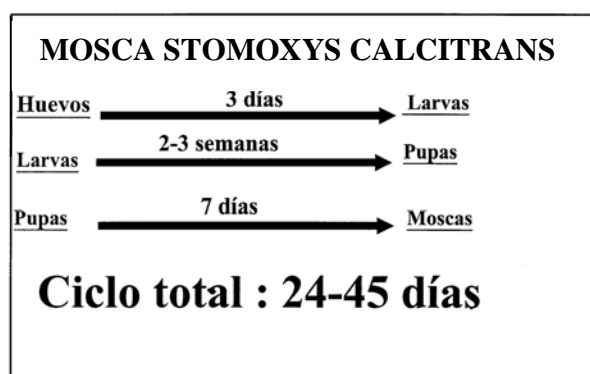 MOSCA STOMOXYS CALCITRANS
Huevos 3 días Larvas
Larvas 2-3 semanas Pupas
Pupas 7 días Moscas
Ciclo total : 24-45 días